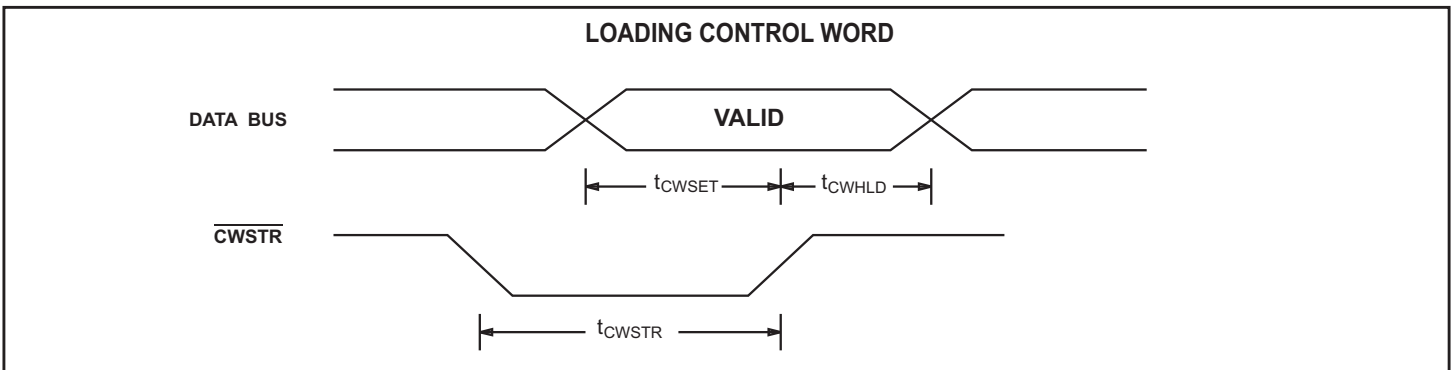 LOADING CONTROL WORD
DATA BUS
VALID
tCWSET
tCWHLD
CWSTR
tCWSTR